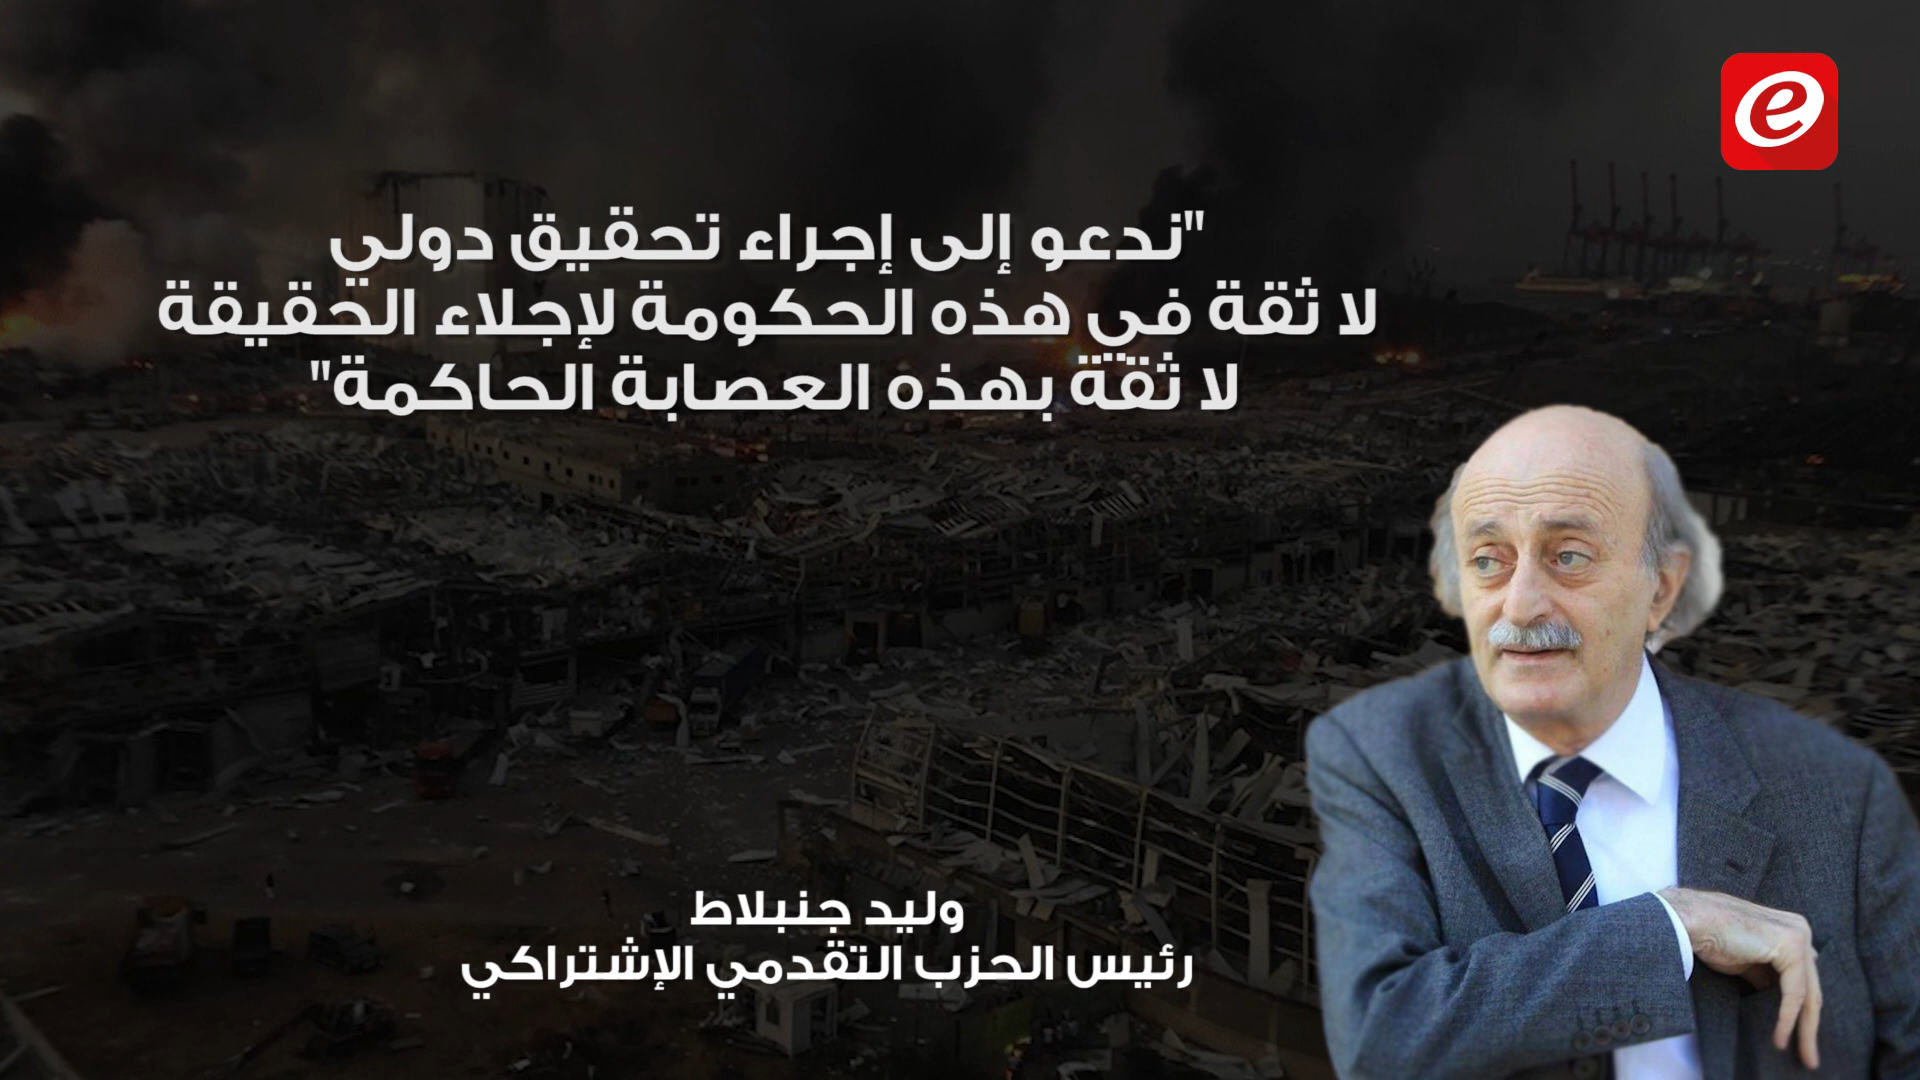 "ندعو إلى إجراء تحقيق دولي
لا ثقة في هذه الحكومة لإجلاء الحقيقة
لا ثقة بهذه العصابة الحاكمة"
وليد جنبلاط
رئيس الحزب التقدمي الإشتراكي
e